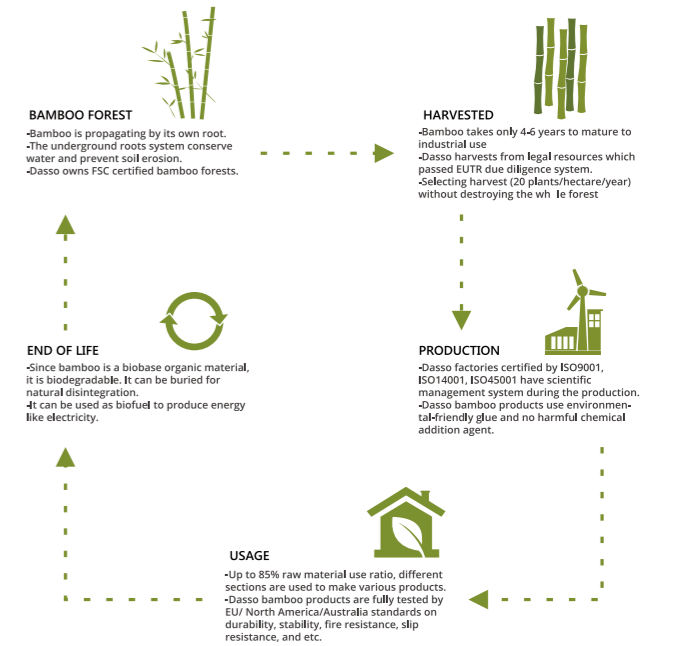 BAMBOO FOREST
-Bamboo is propagating by its own root.
-The underground roots system conserve
water and prevent soil erosion.
-Dasso owns FSC certified bamboo forests.
HARVESTED
-Bamboo takes only 4-6 years to mature to
industrial use
-Dasso harvests from legal resources which
passed EUTR due diligence system.
-Selecting harvest (20 plants/hectare/year)
without destroying the wh le forest
PRODUCTION
-Dasso factories certified by ISO9001,
ISO14001, ISO45001 have scientific
management system during the production.
-Dasso bamboo products use environmen-
tal-friendly glue and no harmful chemical
addition agent.
USAGE
-Up to 85% raw material use ratio, different
sections are used to make various products.
-Dasso bamboo products are fully tested by
EU/ North America/Australia standards on
durability, stability, fire resistance, slip
resistance, and etc.
END OF LIFE
-Since bamboo is a biobase organic material,
it is biodegradable. It can be buried for
natural disintegration.
-It can be used as biofuel to produce energy
like electricity.